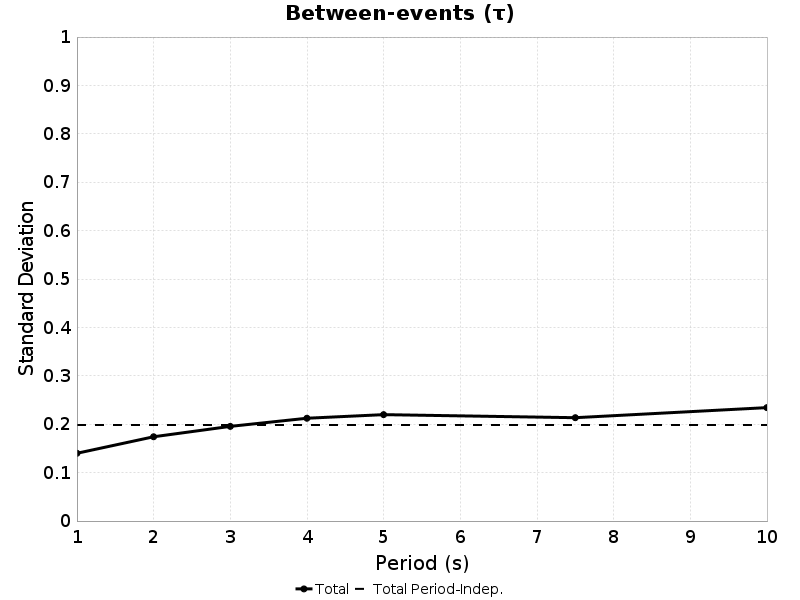 Between-events (τ)
1
0.9
0.8
0.7
0.6
0.5
0.4
0.3
0.2
0.1
0
Standard Deviation
1 2 3 4 5 6 7 8 9 10
Period (s)
Total Total Period-Indep.